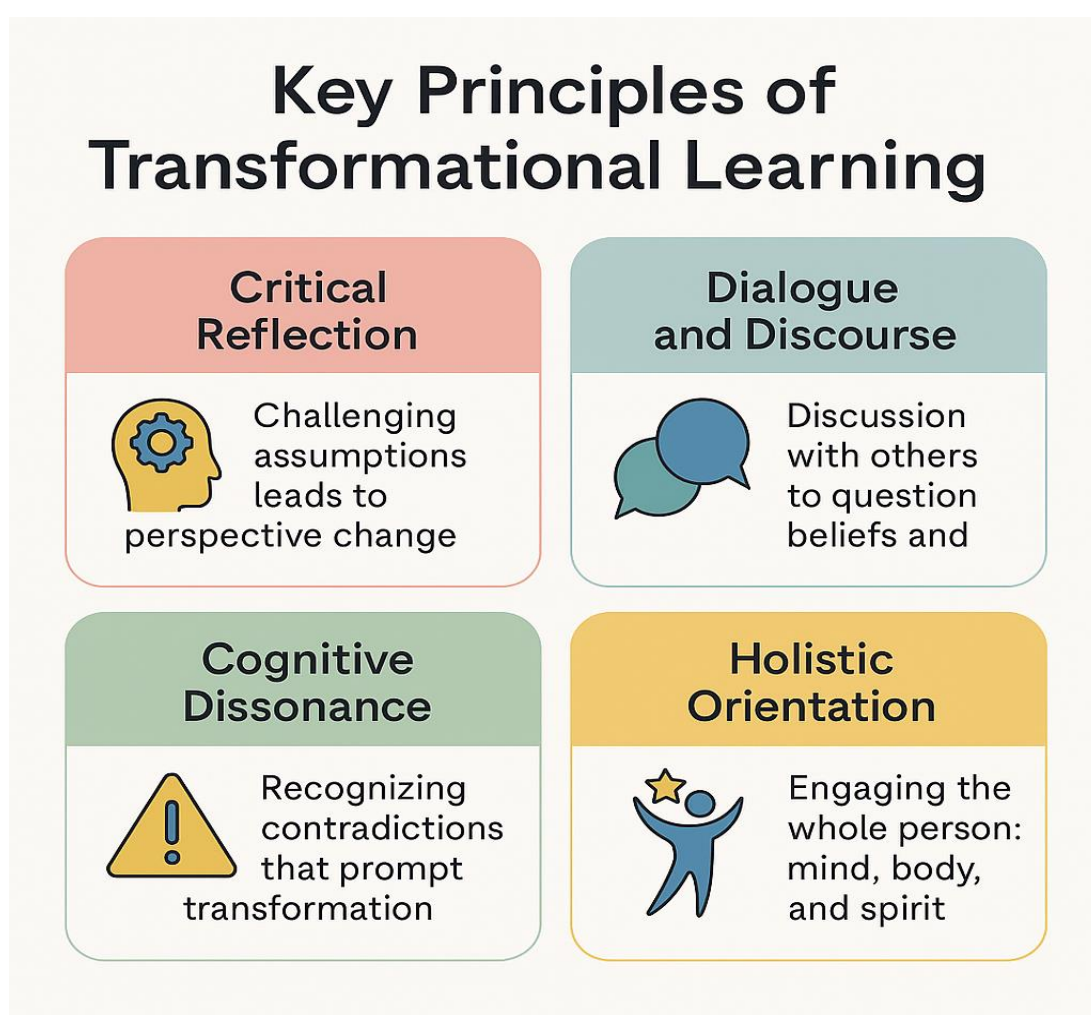 Key Principles of
Transformational Learning
Critical
Reflection
Challenging
assumptions
leads to
perspective change
Dialogue
and Discourse
Discussion
with others
to question
beliefs and
Cognitive
Dissonance
Recognizing
contradictions
that prompt
transformation
Holistic
Orientation
Engaging the
whole person:
mind, body,
and spirit